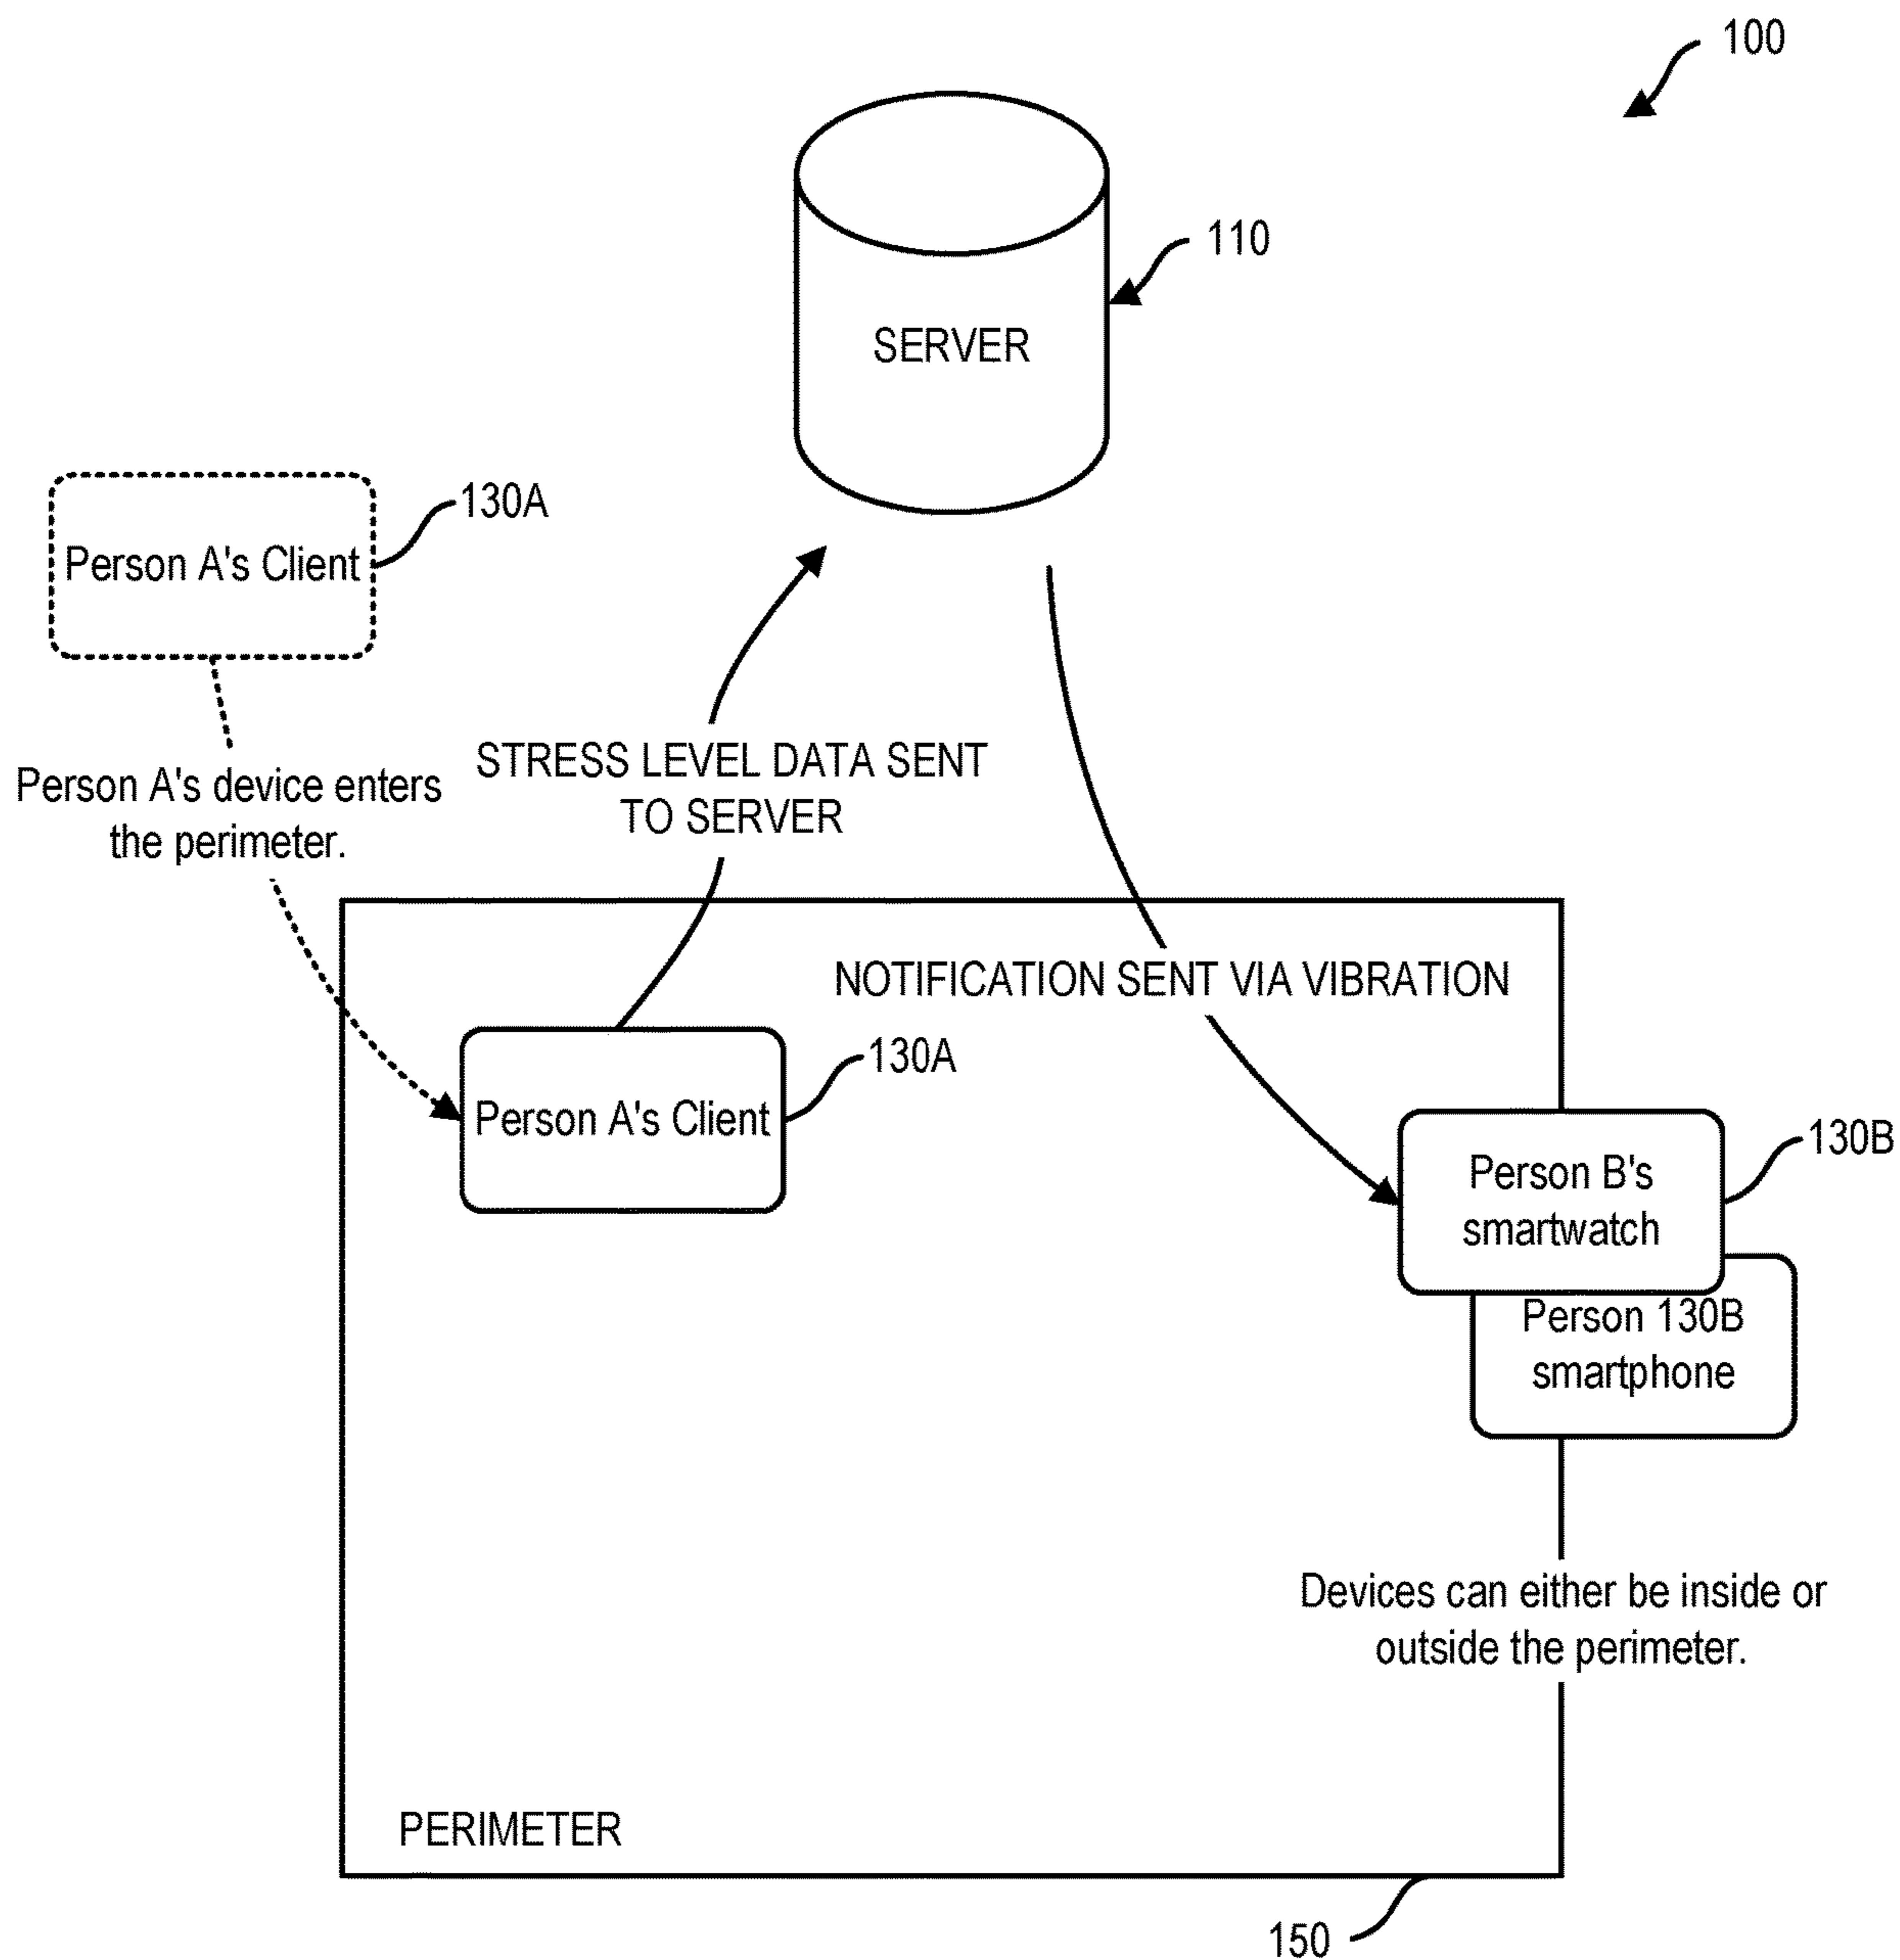 100
110
SERVER
130A
Person A's Client
STRESS LEVEL DATA SENT
TO SERVER
Person A's device enters
the perimeter.
NOTIFICATION SENT VIA VIBRATION
130A
Person A's Client
130B
Person B's
smartwatch
Person 130B
smartphone
Devices can either be inside or
outside the perimeter.
PERIMETER
150